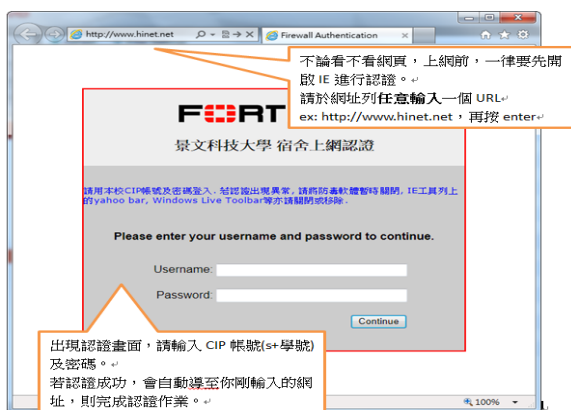 http://www.hinet.net
Firewall Authentication
不論看不看網頁，上網前，一律要先開
啟 IE 進行認證。
請於網址列任意輸入一個 URL
ex: http://www.hinet.net，再按 enter
FORT
景文科技大學 宿舍上網認證
請用本校CIP帳號及密碼登入. 若認證出現異常, 請將防毒軟體暫時關閉, IE工具列上
的yahoo bar, Windows Live Toolbar等亦請關閉或移除.
Please enter your username and password to continue.
Username:
Password:
Continue
出現認證畫面，請輸入 CIP 帳號(s+學號)
及密碼。
若認證成功，會自動導至你剛輸入的網
址，則完成認證作業。
100%